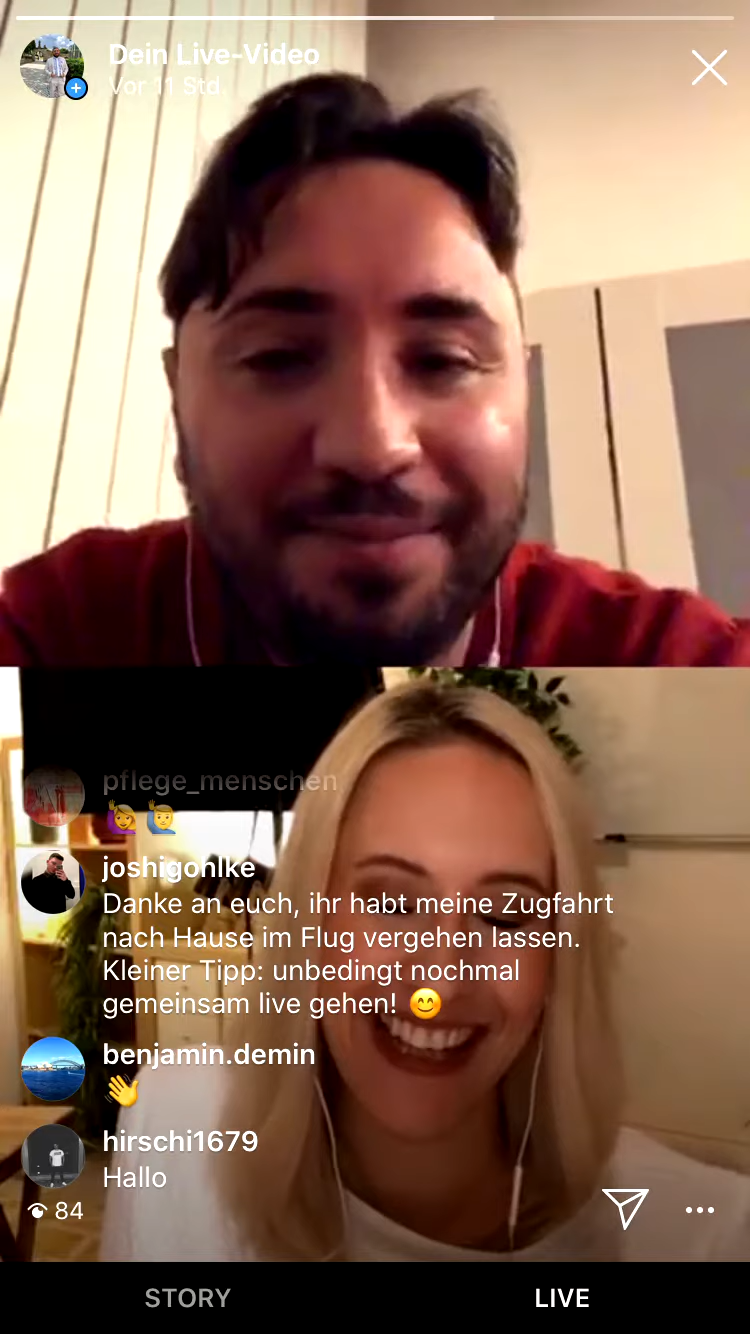 Dein Live-Video
Vor 11 Std.
pflege_menschen
🙋‍♀️🙋‍♂️
joshigohlke
Danke an euch, ihr habt meine Zugfahrt
nach Hause im Flug vergehen lassen.
Kleiner Tipp: unbedingt nochmal
gemeinsam live gehen! 😊
benjamin.demin
👋
hirschi1679
Hallo
84
STORY
LIVE